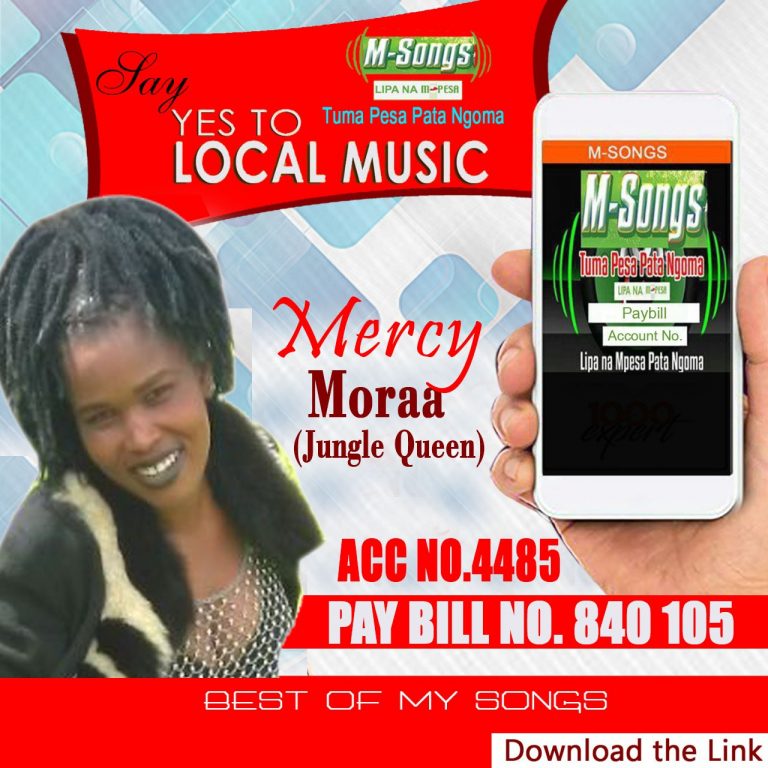 Say
YES TO
LOCAL MUSIC
M-Songs
LIPA NA M-PESA
Tuma Pesa Pata Ngoma
M-SONGS
M-Songs
Tuma Pesa Pata Ngoma
LIPA NA M-PESA
Paybill
Account No.
Lipa na Mpesa Pata Ngoma
expert
Mercy
Moraa
(Jungle Queen)
ACC NO.4485
PAY BILL NO. 840 105
BEST OF MY SONGS
Download the Link